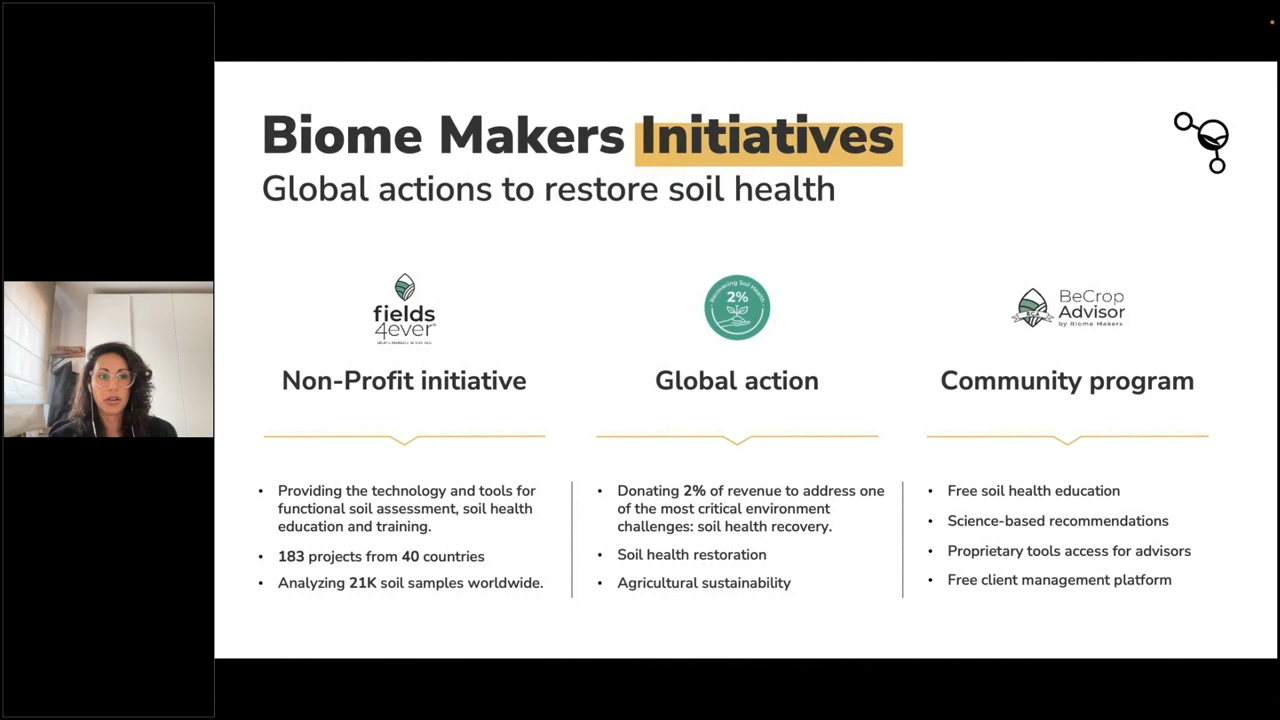 Biome Makers Initiatives
Global actions to restore soil health
fields
4ever
Non-Profit initiative
Providing the technology and tools for
functional soil assessment, soil health
education and training.
183 projects from 40 countries
Analyzing 21K soil samples worldwide.
Recovering Soil Health
2%
Global action
Donating 2% of revenue to address one
of the most critical environment
challenges: soil health recovery.
Soil health restoration
Agricultural sustainability
BCA
BeCrop
Advisor
by Biome Makers
Community program
Free soil health education
Science-based recommendations
Proprietary tools access for advisors
Free client management platform